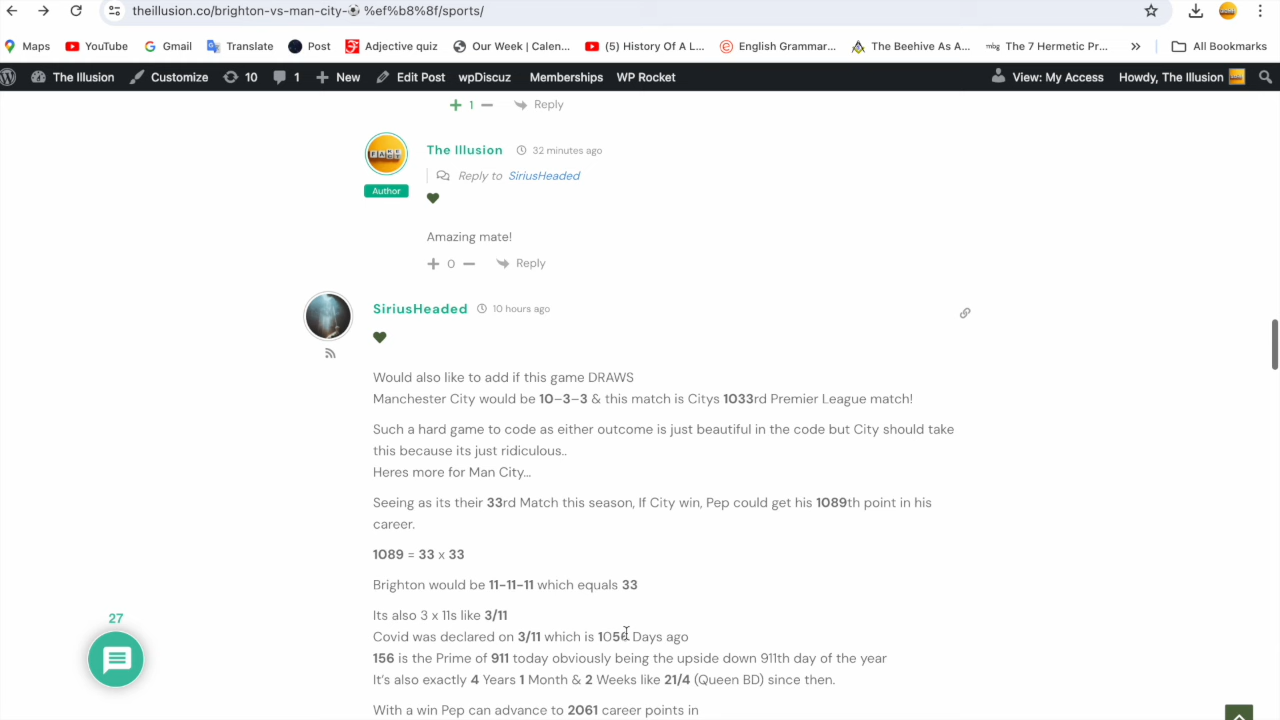 theillusion.co/brighton-vs-man-city-⚽ %ef%b8%8f/sports/
Maps YouTube Gmail Translate Post Adjective quiz Our Week | Calen... (5) History Of A L... English Grammar... The Beehive As A... The 7 Hermetic Pr... » All Bookmarks
The Illusion Customize 10 1 New Edit Post wpDiscuz Memberships WP Rocket View: My Access Howdy, The Illusion
+ 1 − Reply
The Illusion 32 minutes ago
Author
Reply to SiriusHeaded
Amazing mate!
+ 0 − Reply
SiriusHeaded 10 hours ago
Would also like to add if this game DRAWS
Manchester City would be 10–3–3 & this match is Citys 1033rd Premier League match!
Such a hard game to code as either outcome is just beautiful in the code but City should take
this because its just ridiculous..
Heres more for Man City...
Seeing as its their 33rd Match this season, If City win, Pep could get his 1089th point in his
career.
1089 = 33 x 33
Brighton would be 11-11-11 which equals 33
Its also 3 x 11s like 3/11
Covid was declared on 3/11 which is 1056 Days ago
156 is the Prime of 911 today obviously being the upside down 911th day of the year
It's also exactly 4 Years 1 Month & 2 Weeks like 21/4 (Queen BD) since then.
With a win Pep can advance to 2061 career points in
27